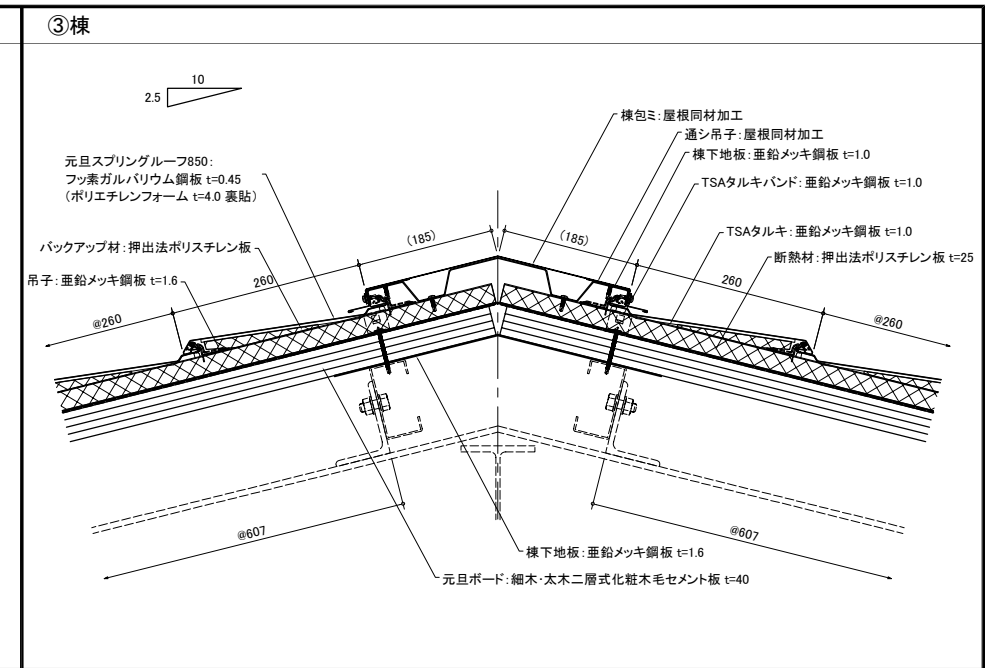 ③棟
10
2.5
棟包ミ:屋根同材加工
通シ吊子:屋根同材加工
棟下地板:亜鉛メッキ鋼板 t=1.0
TSAタルキバンド:亜鉛メッキ鋼板 t=1.0
元旦スプリングルーフ850:
フッ素ガルバリウム鋼板 t=0.45
(ポリエチレンフォーム t=4.0 裏貼)
TSAタルキ:亜鉛メッキ鋼板 t=1.0
断熱材:押出法ポリスチレン板 t=25
バックアップ材:押出法ポリスチレン板
吊子:亜鉛メッキ鋼板 t=1.6
(185)
(185)
260
260
@260
@260
@607
@607
棟下地板:亜鉛メッキ鋼板 t=1.6
元旦ボード:細木・太木二層式化粧木毛セメント板 t=40